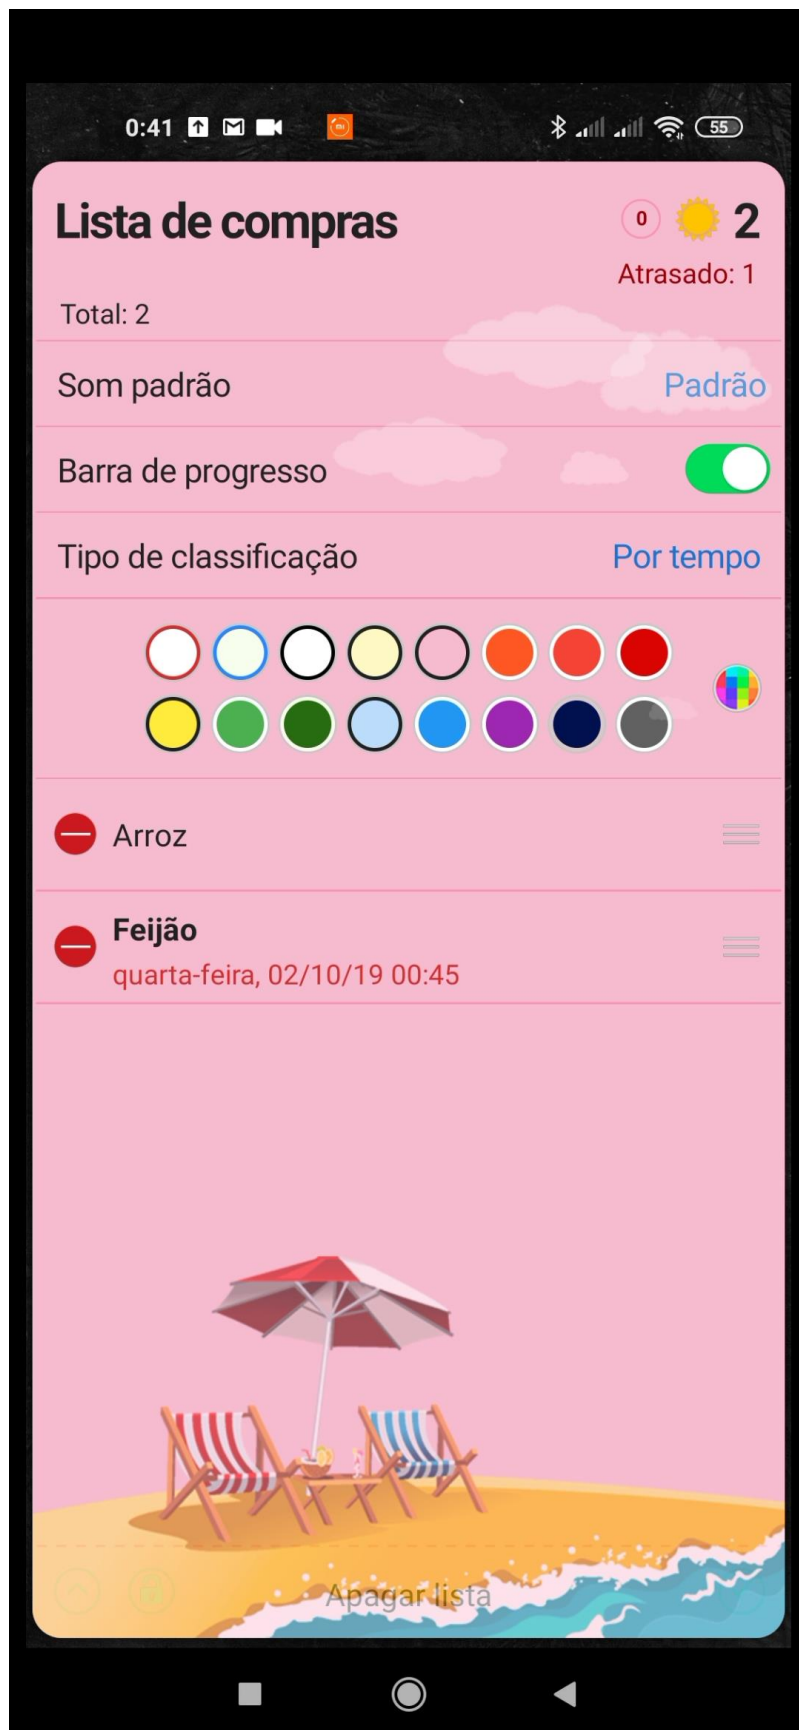 0:41 55
Lista de compras 0 2
Atrasado: 1
Total: 2
Som padrão Padrão
Barra de progresso
Tipo de classificação Por tempo
Arroz
Feijão
quarta-feira, 02/10/19 00:45
Apagar lista